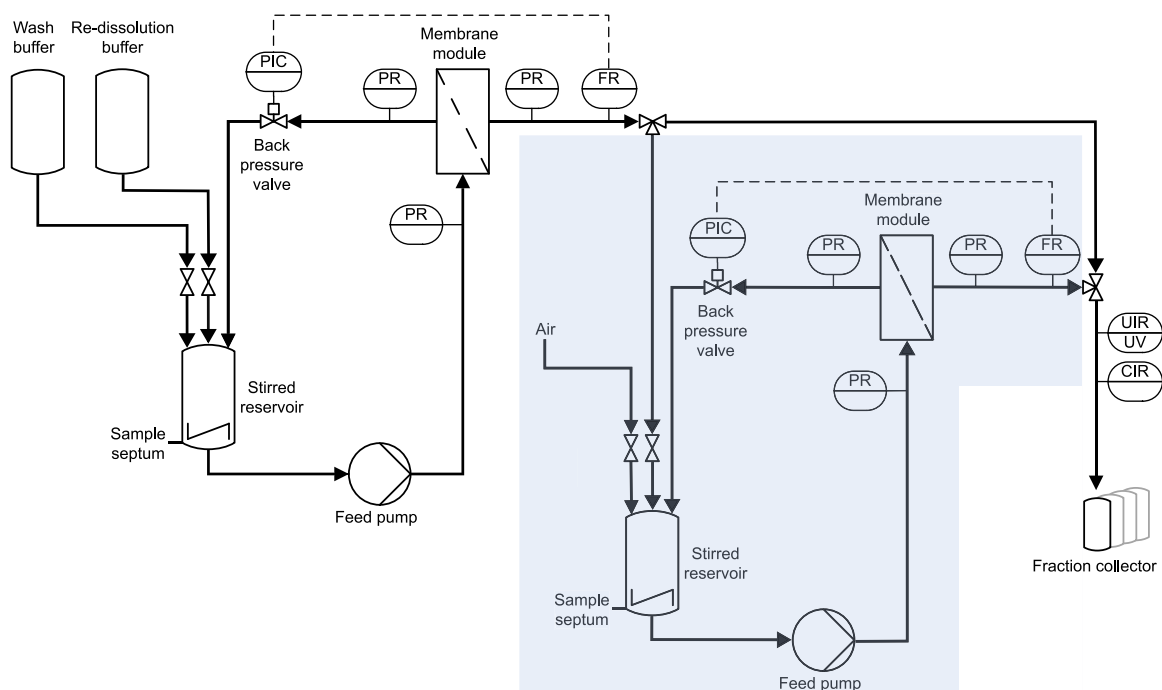 Wash
buffer
Re-dissolution
buffer
PIC
PR
Membrane
module
PR
FR
Back
pressure
valve
PR
Stirred
reservoir
Sample
septum
Feed pump
PIC
PR
Membrane
module
PR
FR
Back
pressure
valve
Air
PR
Stirred
reservoir
Sample
septum
Feed pump
UIR
UV
CIR
Fraction collector